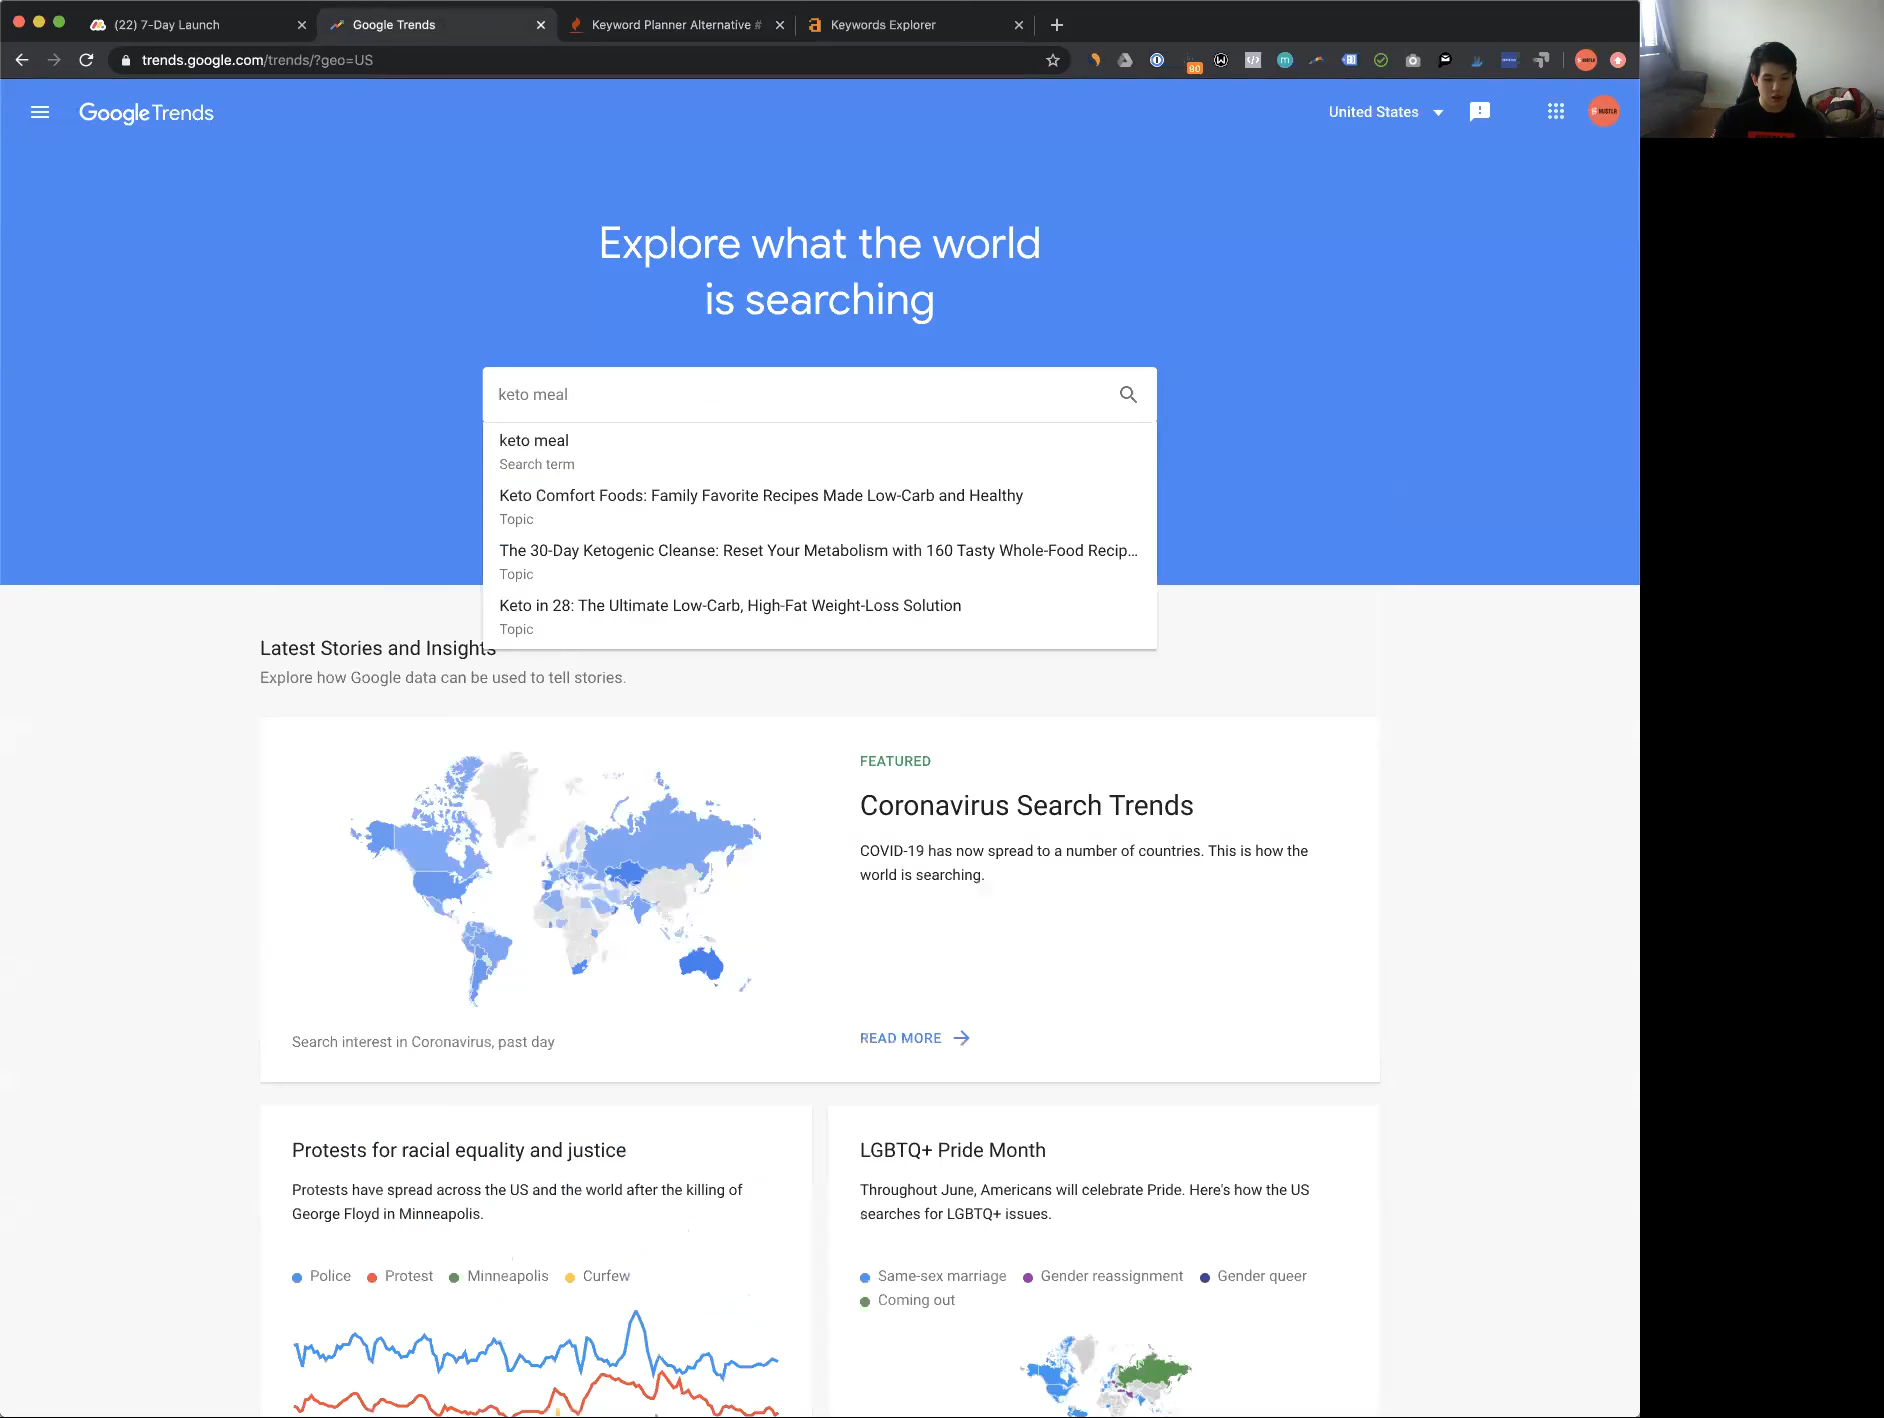 (22) 7-Day Launch
Google Trends
Keyword Planner Alternative #
Keywords Explorer
trends.google.com/trends/?geo=US
60
Google Trends
United States
Explore what the world
is searching
keto meal
keto meal
Search term
Keto Comfort Foods: Family Favorite Recipes Made Low-Carb and Healthy
Topic
The 30-Day Ketogenic Cleanse: Reset Your Metabolism with 160 Tasty Whole-Food Recip...
Topic
Keto in 28: The Ultimate Low-Carb, High-Fat Weight-Loss Solution
Topic
Latest Stories and Insights
Explore how Google data can be used to tell stories.
FEATURED
Coronavirus Search Trends
COVID-19 has now spread to a number of countries. This is how the
world is searching.
READ MORE
Search interest in Coronavirus, past day
Protests for racial equality and justice
Protests have spread across the US and the world after the killing of
George Floyd in Minneapolis.
Police
Protest
Minneapolis
Curfew
LGBTQ+ Pride Month
Throughout June, Americans will celebrate Pride. Here's how the US
searches for LGBTQ+ issues.
Same-sex marriage
Gender reassignment
Gender queer
Coming out